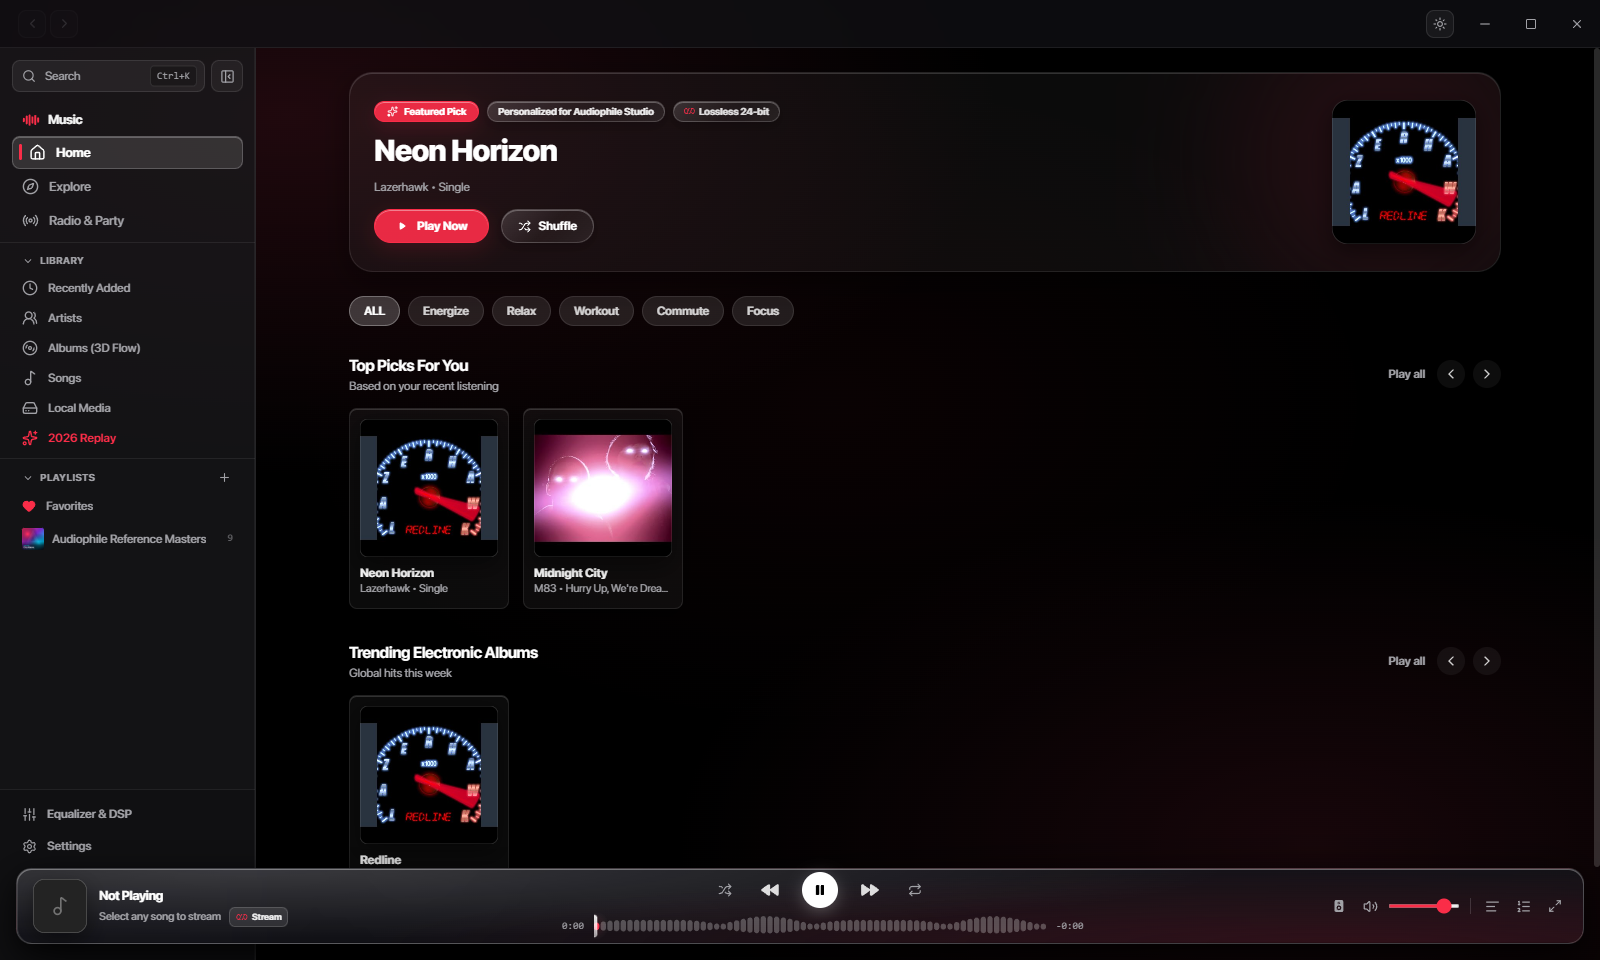 Search Ctrl+K
Music
Home
Explore
Radio & Party
LIBRARY
Recently Added
Artists
Albums (3D Flow)
Songs
Local Media
2026 Replay
PLAYLISTS
Favorites
Audiophile Reference Masters 9
Equalizer & DSP
Settings
Featured Pick Personalized for Audiophile Studio Lossless 24-bit
Neon Horizon
Lazerhawk • Single
Play Now Shuffle
x1000
REDLINE
ALL Energize Relax Workout Commute Focus
Top Picks For You
Based on your recent listening
Play all
x1000
REDLINE
Neon Horizon
Lazerhawk • Single
Midnight City
M83 • Hurry Up, We're Drea...
Trending Electronic Albums
Global hits this week
Play all
x1000
REDLINE
Redline
Not Playing
Select any song to stream Stream
0:00 -0:00